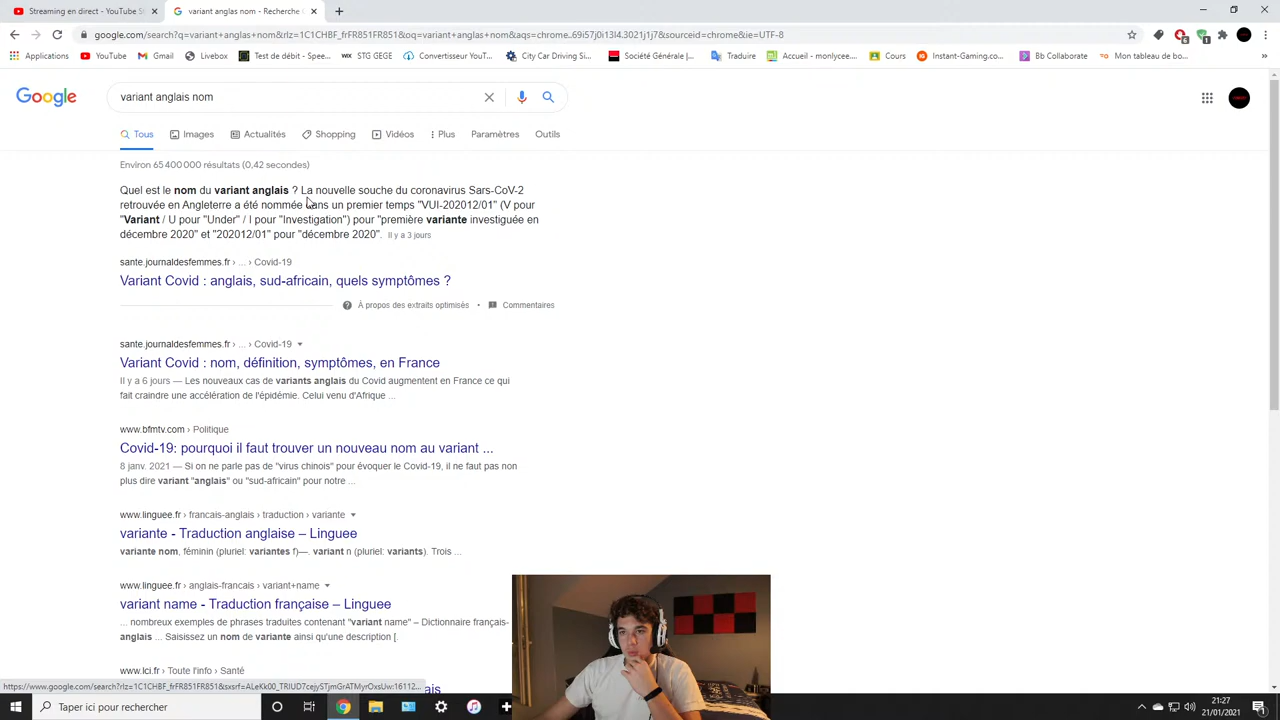 Streaming en direct - YouTube St
variant anglas nom - Recherche G
google.com/search?q=variant+anglas+nom&rlz=1C1CHBF_frFR851FR851&oq=variant+anglas+nom&aqs=chrome..69i57j0i13l4.3021j1j7&sourceid=chrome&ie=UTF-8
Applications YouTube Gmail Livebox Test de débit - Spee... STG GEGE Convertisseur YouT... City Car Driving Si... Société Générale |... Traduire Accueil - monlycee.... Cours Instant-Gaming.co... Bb Collaborate Mon tableau de bo...
Google
variant anglais nom
Tous Images Actualités Shopping Vidéos Plus Paramètres Outils
Environ 65 400 000 résultats (0,42 secondes)
Quel est le nom du variant anglais ? La nouvelle souche du coronavirus Sars-CoV-2
retrouvée en Angleterre a été nommée dans un premier temps "VUI-202012/01" (V pour
"Variant / U pour "Under" / I pour "Investigation") pour "première variante investiguée en
décembre 2020" et "202012/01" pour "décembre 2020". Il y a 3 jours
sante.journaldesfemmes.fr › ... › Covid-19
Variant Covid : anglais, sud-africain, quels symptômes ?
À propos des extraits optimisés • Commentaires
sante.journaldesfemmes.fr › ... › Covid-19
Variant Covid : nom, définition, symptômes, en France
Il y a 6 jours — Les nouveaux cas de variants anglais du Covid augmentent en France ce qui
fait craindre une accélération de l'épidémie. Celui venu d'Afrique ...
www.bfmtv.com › Politique
Covid-19: pourquoi il faut trouver un nouveau nom au variant ...
8 janv. 2021 — Si on ne parle pas de "virus chinois" pour évoquer le Covid-19, il ne faut pas non
plus dire variant "anglais" ou "sud-africain" pour notre ...
www.linguee.fr › francais-anglais › traduction › variante
variante - Traduction anglaise – Linguee
variante nom, féminin (pluriel: variantes f)—. variant n (pluriel: variants). Trois ...
www.linguee.fr › anglais-francais › variant+name
variant name - Traduction française – Linguee
... nombreux exemples de phrases traduites contenant "variant name" – Dictionnaire français-
anglais ... Saisissez un nom de variante ainsi qu'une description [.
www.lci.fr › Toute l'info › Santé
ais
Taper ici pour rechercher
21:27
21/01/2021